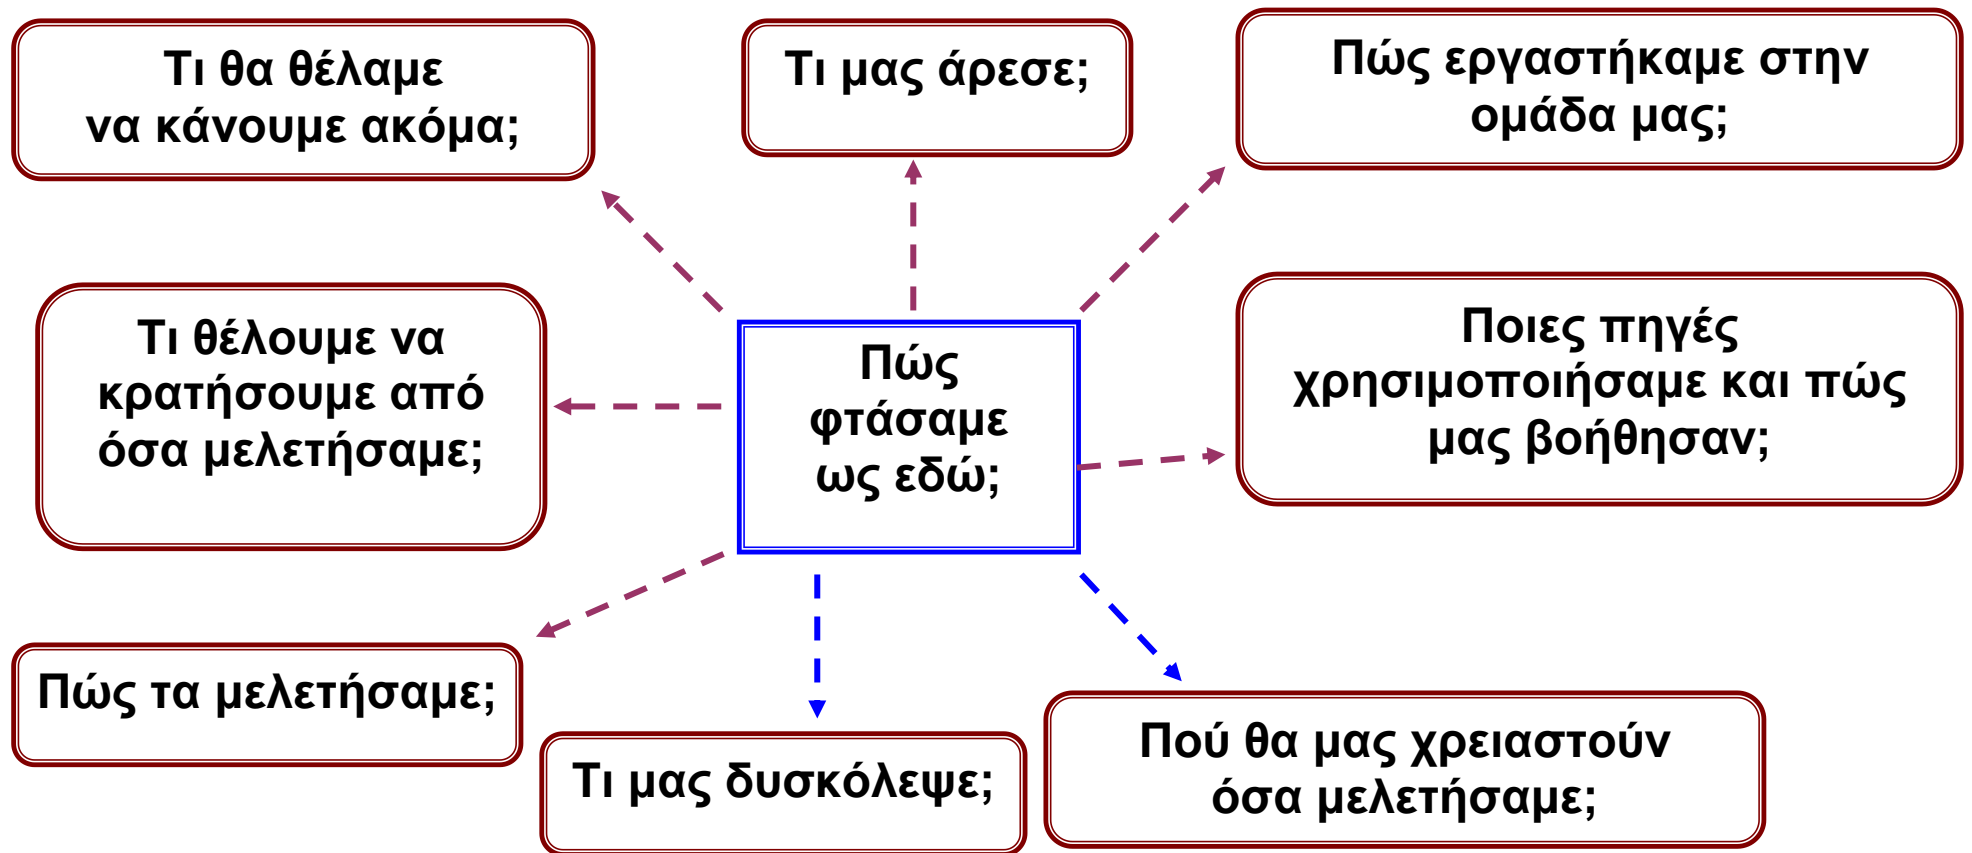 Τι θα θέλαμε
να κάνουμε ακόμα;
Τι μας άρεσε;
Πώς εργαστήκαμε στην
ομάδα μας;
Τι θέλουμε να
κρατήσουμε από
όσα μελετήσαμε;
Πώς
φτάσαμε
ως εδώ;
Ποιες πηγές
χρησιμοποιήσαμε και πώς
μας βοήθησαν;
Πώς τα μελετήσαμε;
Τι μας δυσκόλεψε;
Πού θα μας χρειαστούν
όσα μελετήσαμε;